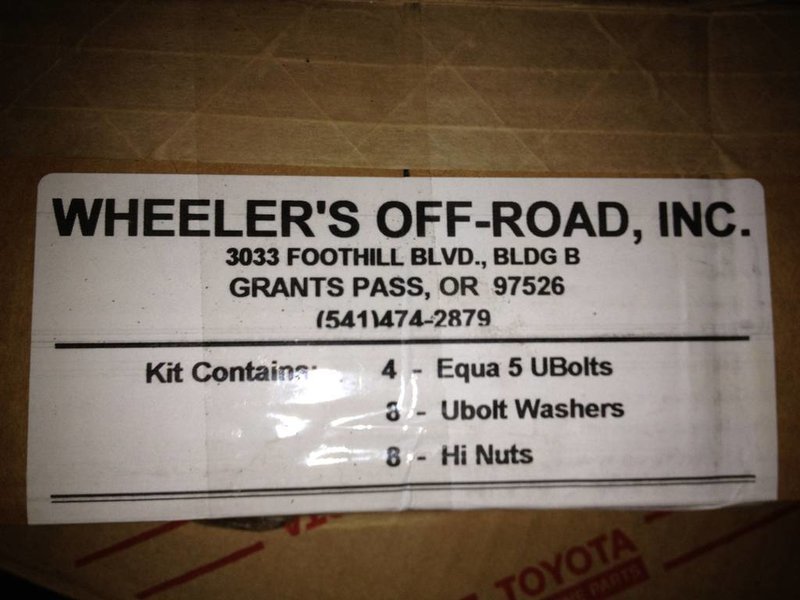 WHEELER'S OFF-ROAD, INC.
3033 FOOTHILL BLVD., BLDG B
GRANTS PASS, OR 97526
(541)474-2879
Kit Contains: 4 - Equa 5 UBolts
8 - Ubolt Washers
8 - Hi Nuts
TOYOTA
PARTS